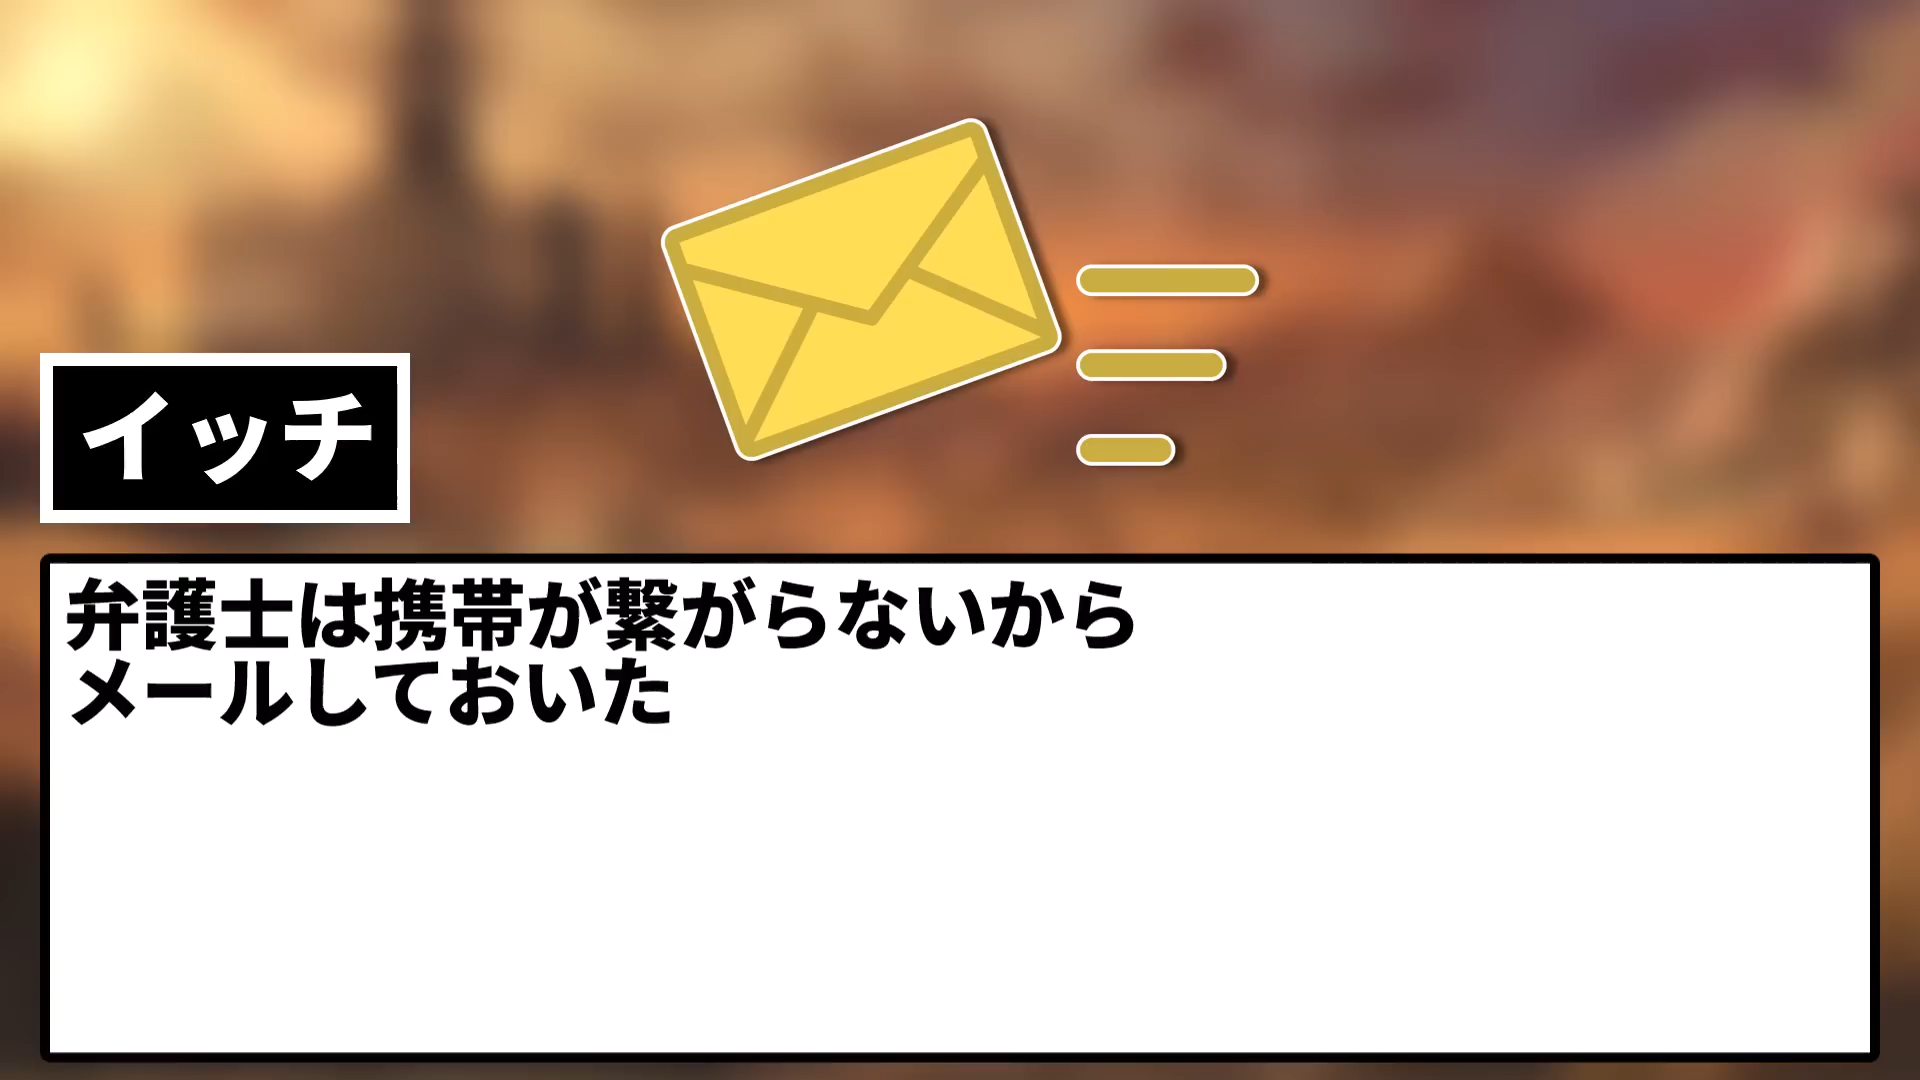 イッチ
弁護士は携帯が繋がらないから
メールしておいた